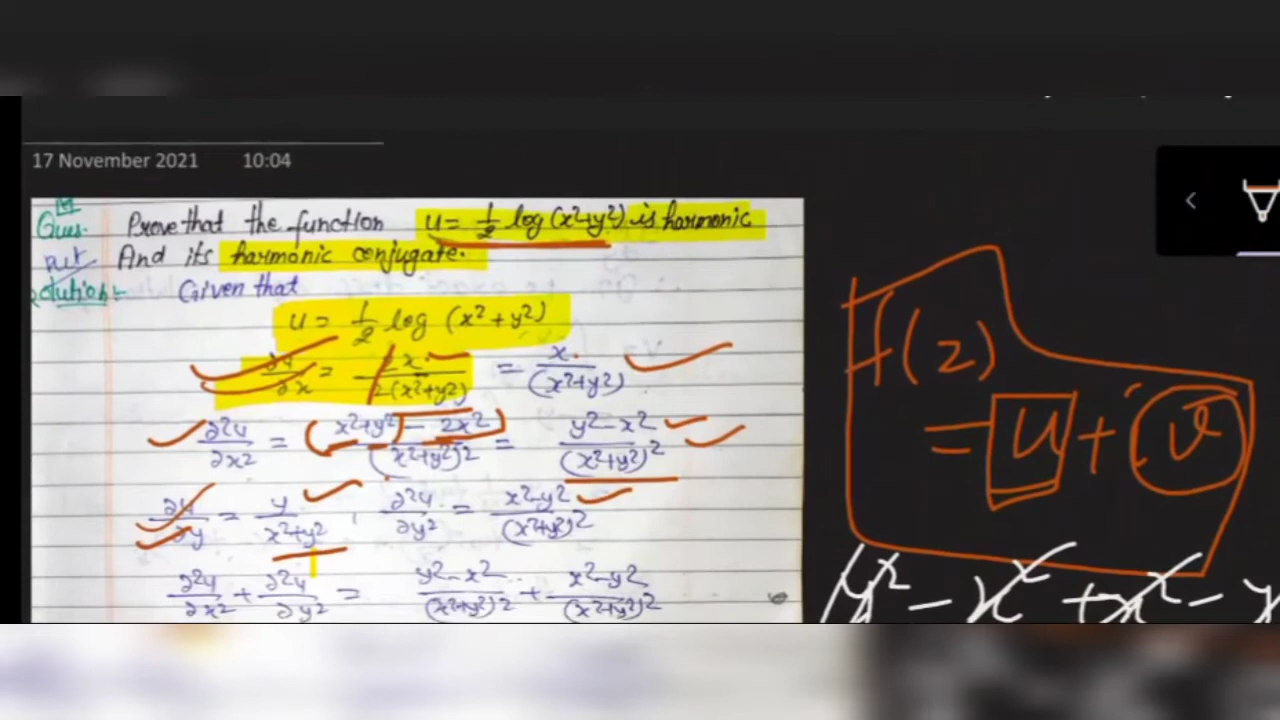 17 November 2021 10:04
Ques. Prove that the function u = 1/2 log (x²+y²) is harmonic
And its harmonic conjugate.
Given that
u = 1/2 log (x²+y²)
∂u/∂x = 2x/2(x²+y²) = x/(x²+y²)
∂²u/∂x² = (x²+y²) - 2x²/(x²+y²)² = y²-x²/(x²+y²)²
∂u/∂y = y/x²+y² , ∂²u/∂y² = x²-y²/(x²+y²)²
∂²u/∂x² + ∂²u/∂y² = y²-x²/(x²+y²)² + x²-y²/(x²+y²)²
f(z)
= u + iv
y² - x² + x² - y